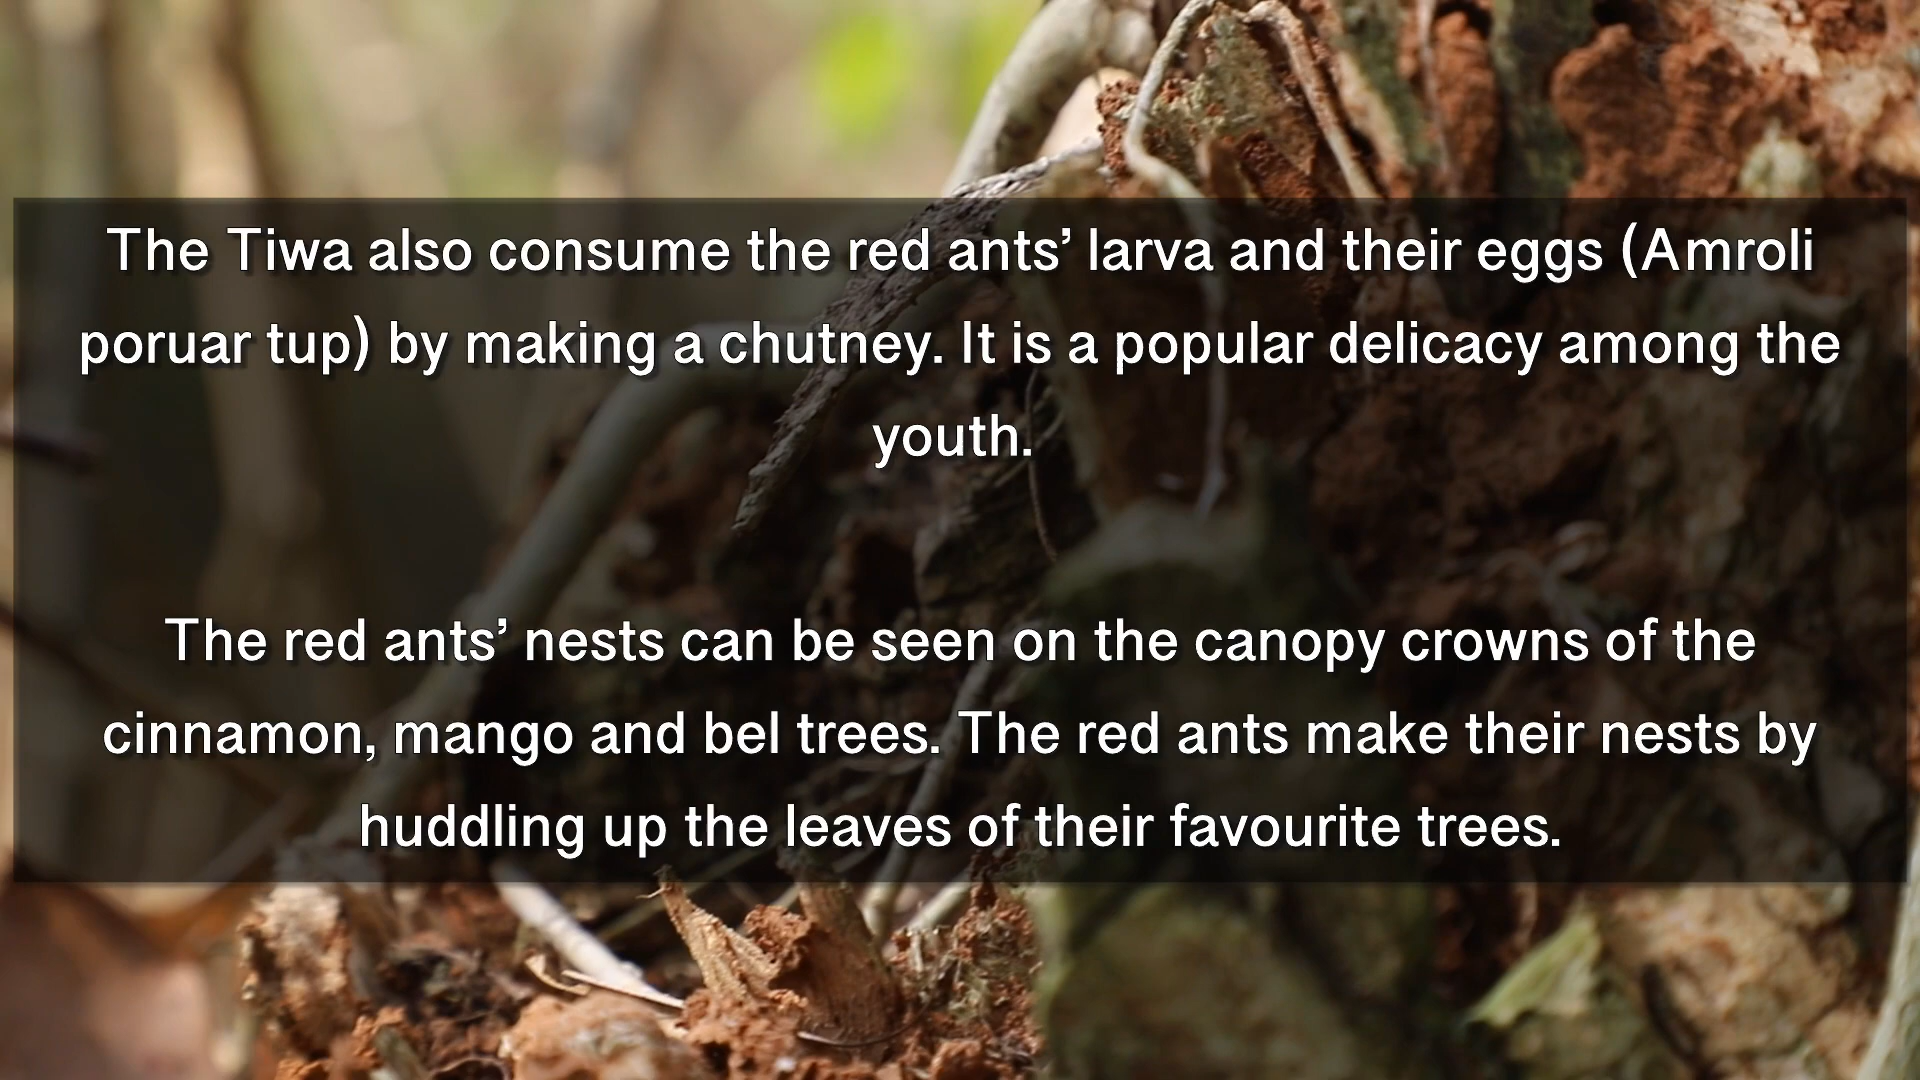 The Tiwa also consume the red ants’ larva and their eggs (Amroli
poruar tup) by making a chutney. It is a popular delicacy among the
youth.
The red ants’ nests can be seen on the canopy crowns of the
cinnamon, mango and bel trees. The red ants make their nests by
huddling up the leaves of their favourite trees.